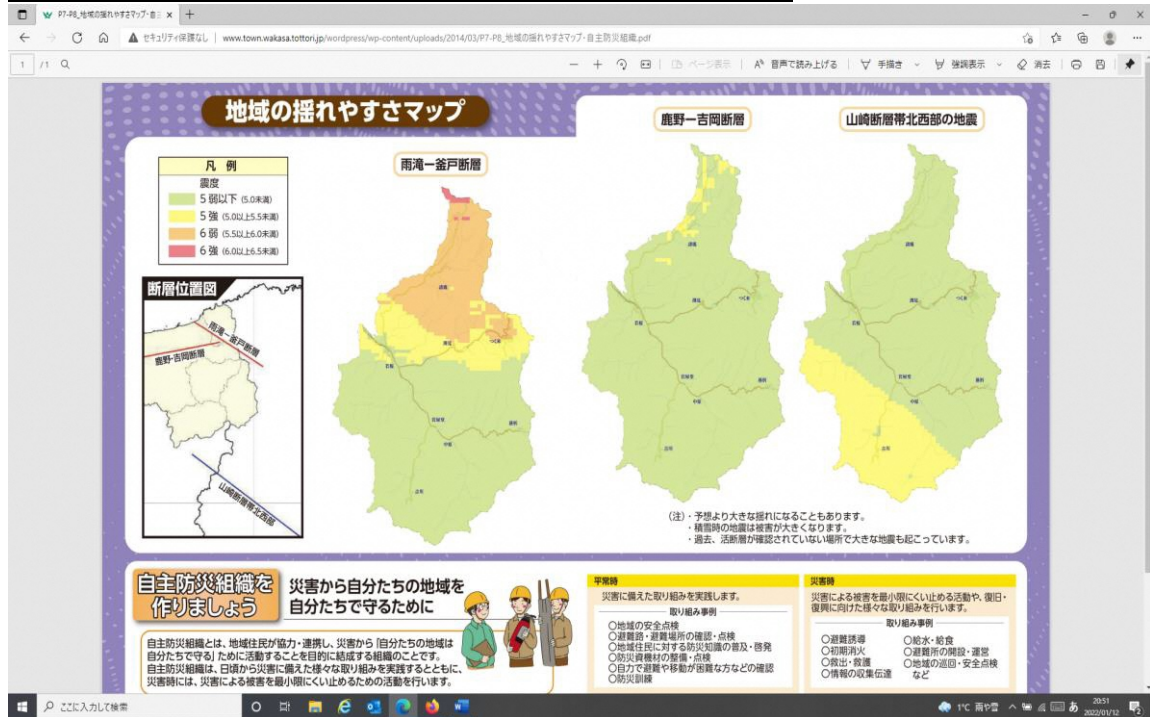 P7-P8_地域の揺れやすさマップ・自主
セキュリティ保護なし | www.town.wakasa.tottori.jp/wordpress/wp-content/uploads/2014/03/P7-P8_地域の揺れやすさマップ・自主防災組織.pdf
1 /1
ページ表示 音声で読み上げる 手描き 強調表示 消去
地域の揺れやすさマップ
凡 例
震度
5弱以下 (5.0未満)
5強 (5.0以上5.5未満)
6弱 (5.5以上6.0未満)
6強 (6.0以上6.5未満)
断層位置図
雨滝ー釜戸断層
鹿野-吉岡断層
山崎断層帯北西部
雨滝ー釜戸断層
鹿野ー吉岡断層
山崎断層帯北西部の地震
(注)・予想より大きな揺れになることもあります。
・積雪時の地震は被害が大きくなります。
・過去、活断層が確認されていない場所で大きな地震も起こっています。
自主防災組織を
作りましょう
災害から自分たちの地域を
自分たちで守るために
自主防災組織とは、地域住民が協力・連携し、災害から「自分たちの地域は
自分たちで守る」ために活動することを目的に結成する組織のことです。
自主防災組織は、日頃から災害に備えた様々な取り組みを実践するとともに、
災害時には、災害による被害を最小限にくい止めるための活動を行います。
平常時
災害に備えた取り組みを実践します。
取り組み事例
○地域の安全点検
○避難路・避難場所の確認・点検
○地域住民に対する防災知識の普及・啓発
○防災資機材の整備・点検
○自力で避難や移動が困難な方などの確認
○防災訓練
災害時
災害による被害を最小限にくい止める活動や、復旧・
復興に向けた様々な取り組みを行います。
取り組み事例
○避難誘導 ○給水・給食
○初期消火 ○避難所の開設・運営
○救出・救護 ○地域の巡回・安全点検
○情報の収集伝達 など
ここに入力して検索
1℃ 雨や雪
あ
20:51
2022/01/12